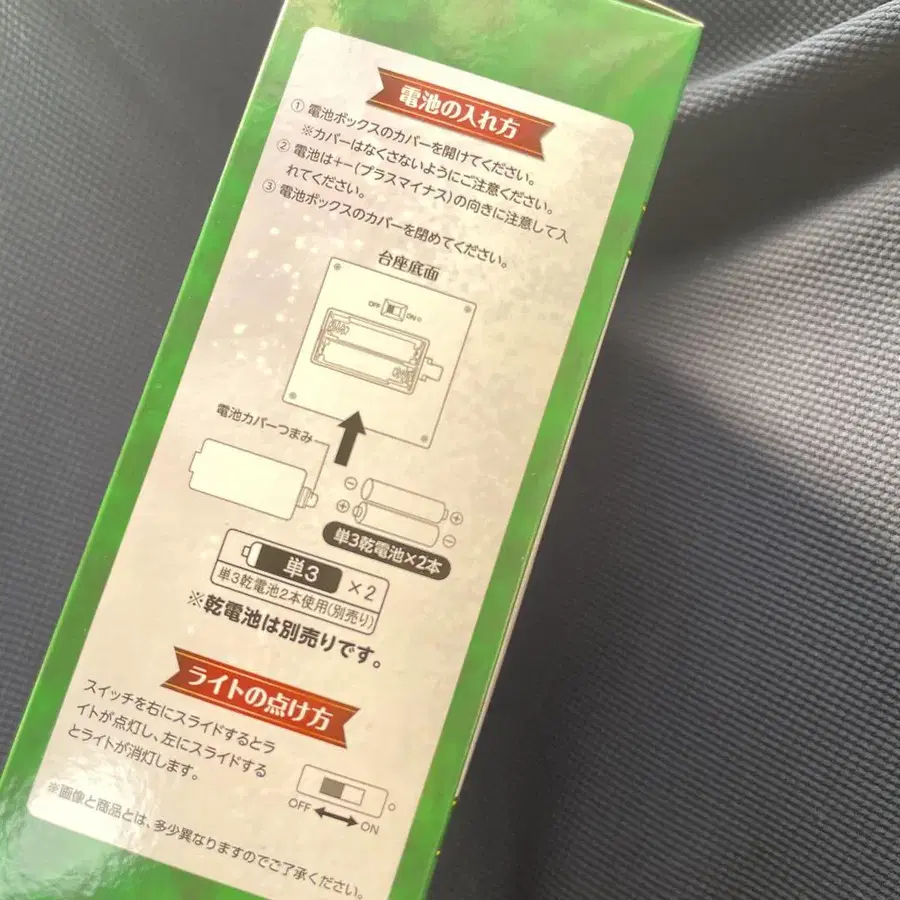 電池の入れ方
① 電池ボックスのカバーを開けてください。
※カバーはなくさないようにご注意ください。
② 電池は+−(プラスマイナス)の向きに注意して入
れてください。
③ 電池ボックスのカバーを閉めてください。
台座底面
OFF ON
電池カバーつまみ
⊖
⊕ ⊕
⊖
単3乾電池×2本
単3 ×2
単3乾電池2本使用(別売り)
※乾電池は別売りです。
ライトの点け方
スイッチを右にスライドするとラ
イトが点灯し、左にスライドする
とライトが消灯します。
OFF ON
※画像と商品とは、多少異なりますのでご了承ください。